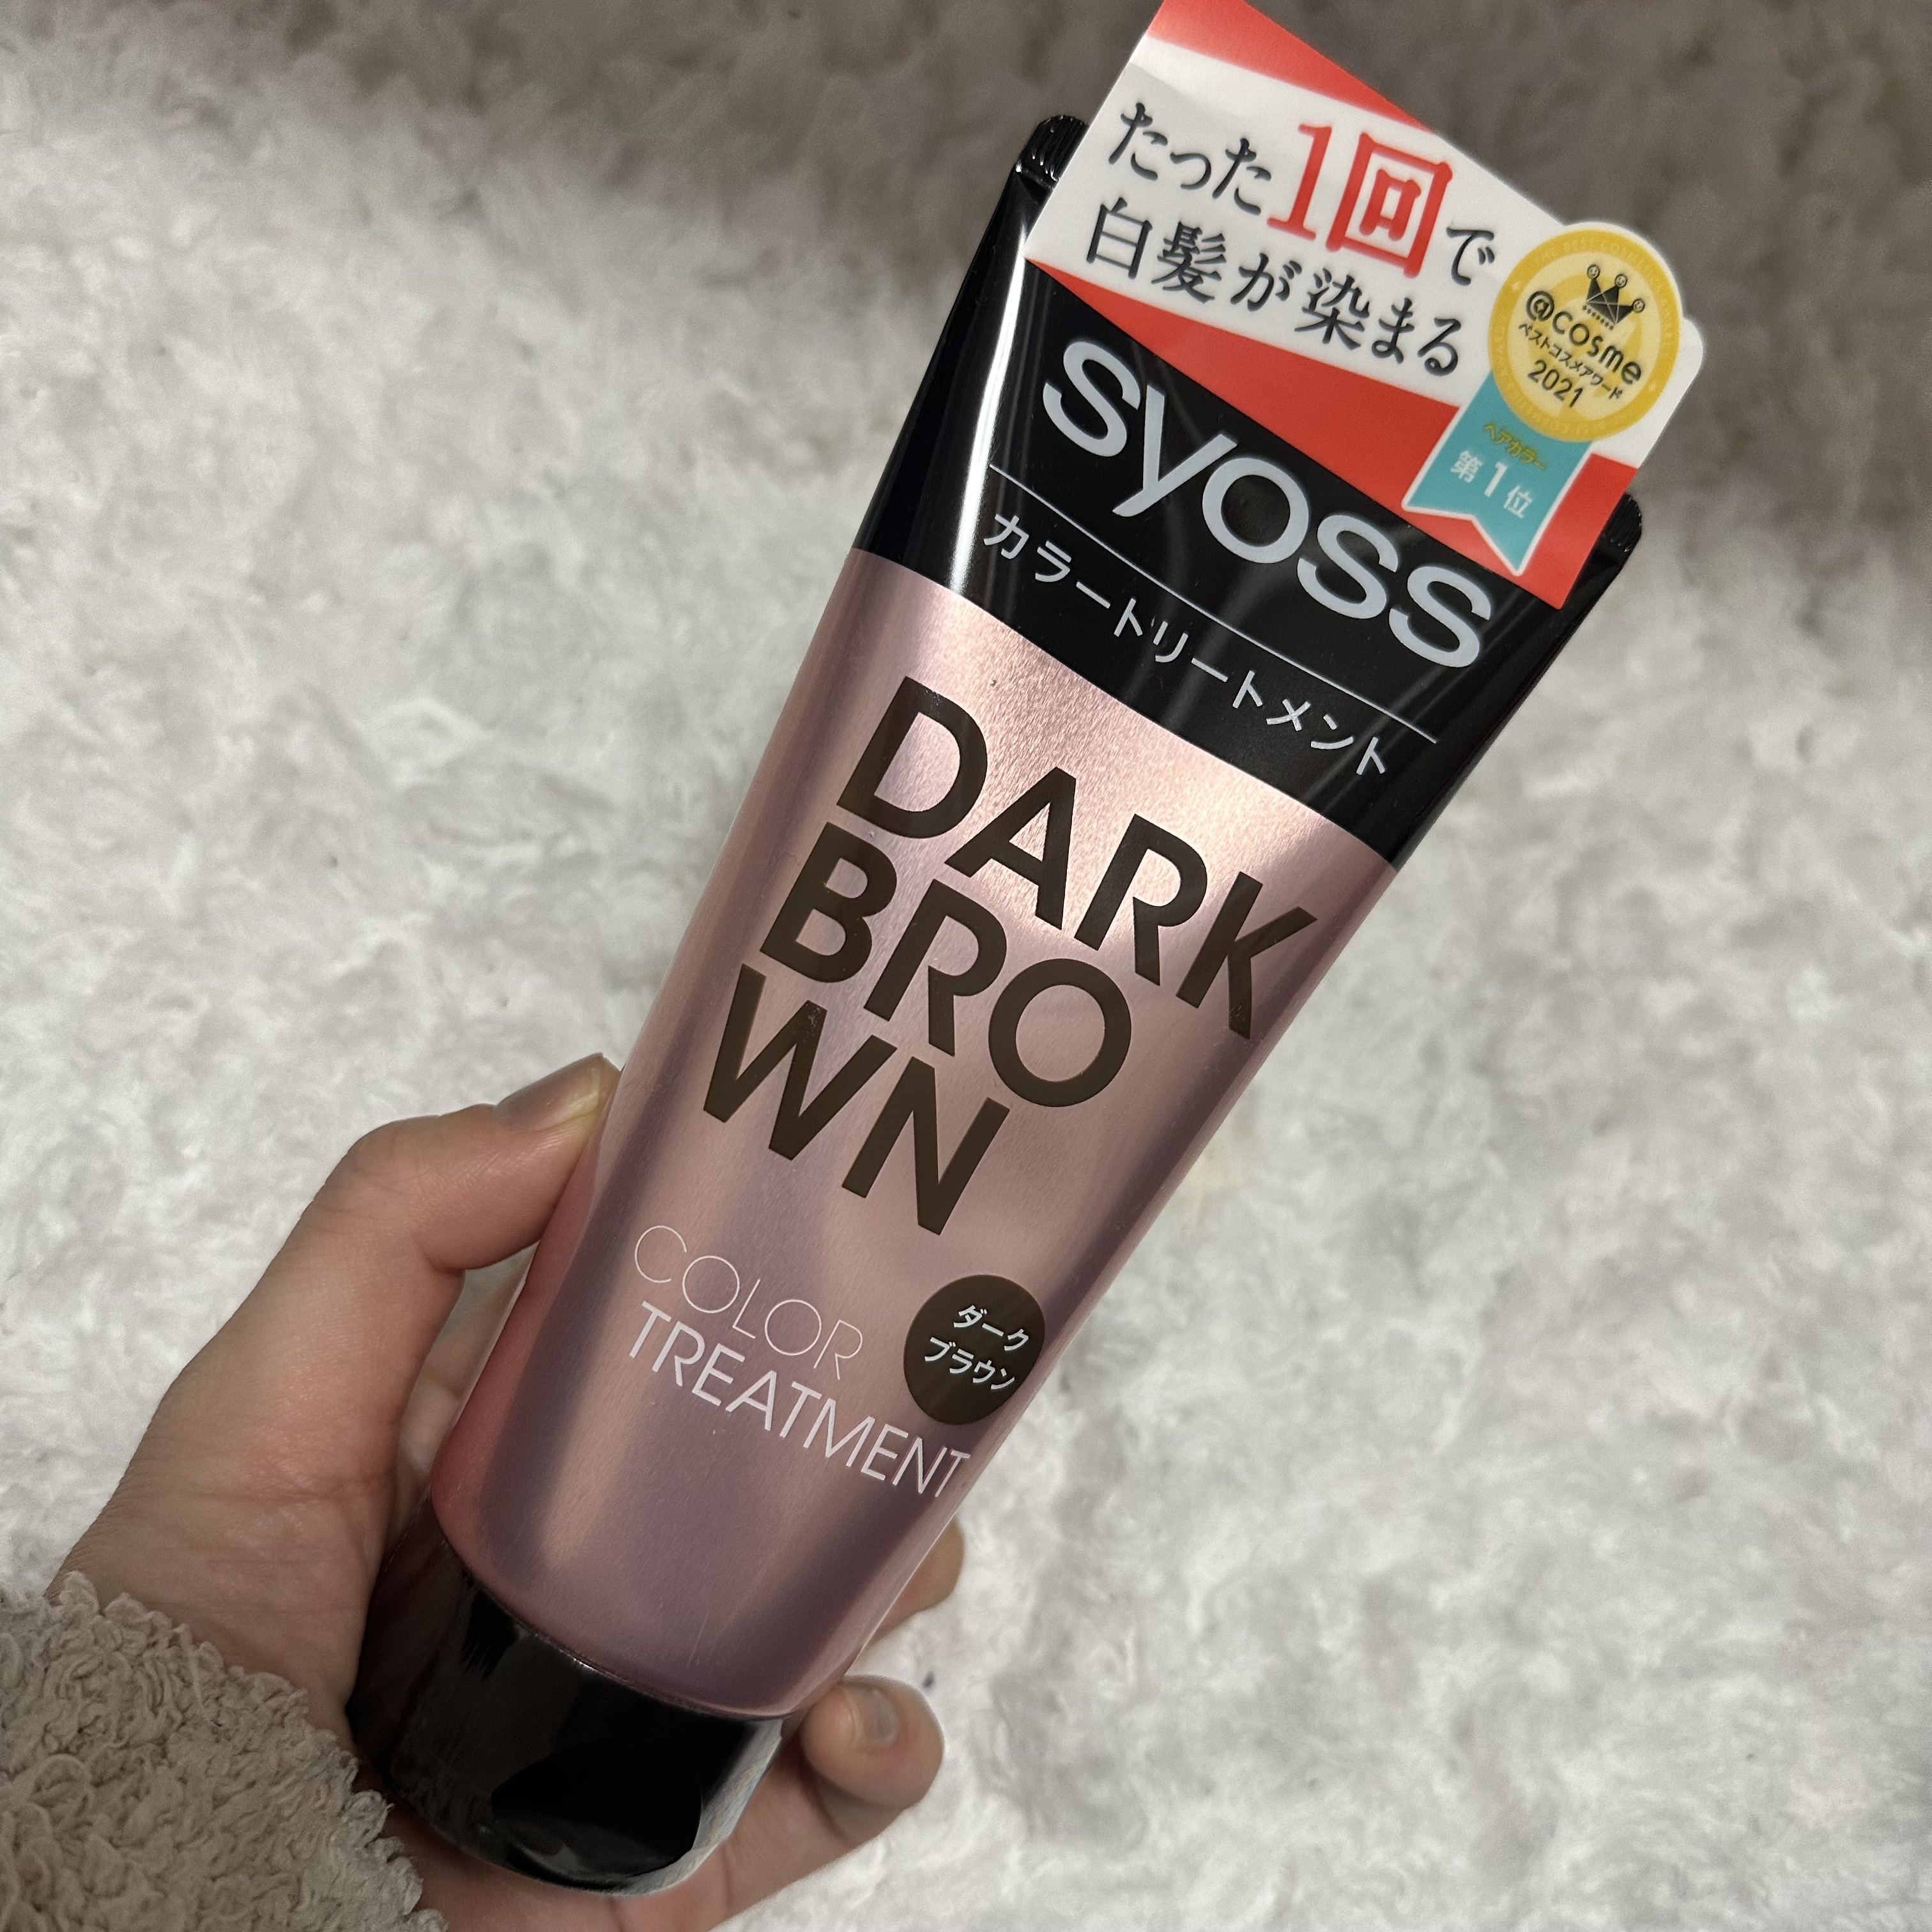 たった1回で
白髪が染まる
@cosme
ベストコスメアワード
2021
ヘアカラー
第1位
syoss
カラートリートメント
DARK
BRO
WN
COLOR
TREATMENT
ダーク
ブラウン